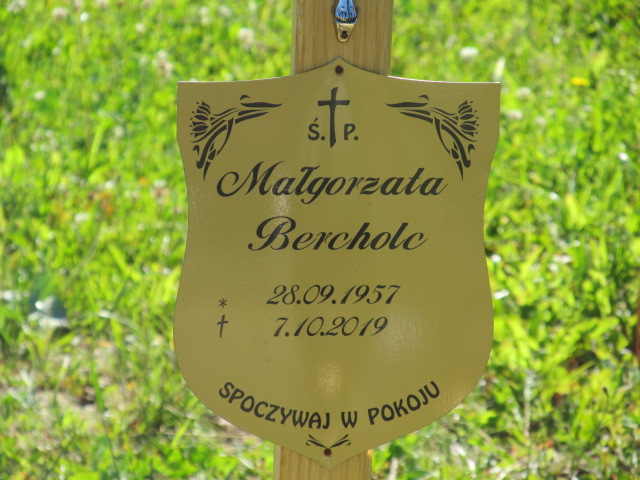 Ś. P.
Małgorzata
Bercholc
* 28.09.1957
† 7.10.2019
SPOCZYWAJ W POKOJU